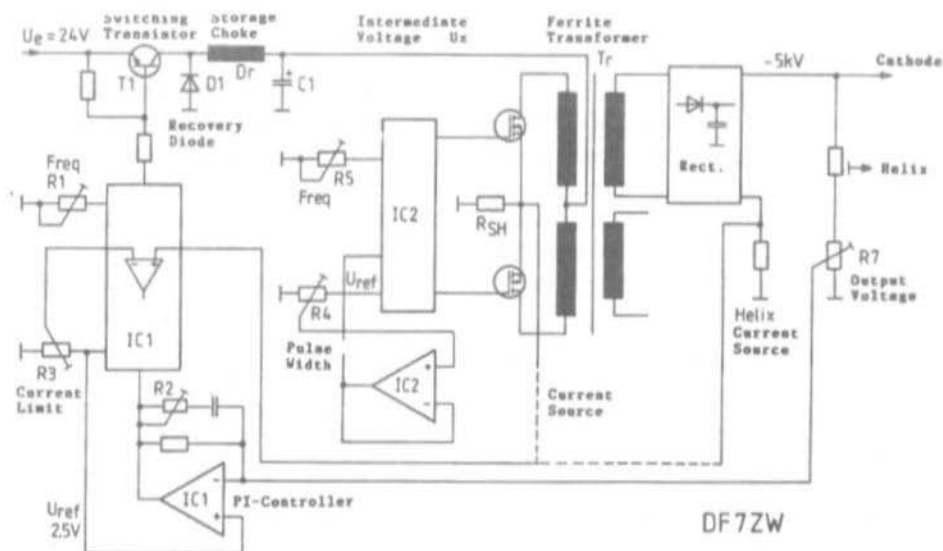 Switching
Transistor
Storage
Choke
Intermediate
Voltage Uz
Ferrite
Transformer
Ue = 24V
T1
D1
Dr
C1
Tr
-5kV
Cathode
Recovery
Diode
Rect.
Helix
Freq
R1
R5
Freq
IC2
RSH
R7
Output
Voltage
Uref
R4
Helix
Current
Source
IC1
R3
Current
Limit
Pulse
Width
R2
IC2
+
-
Current
Source
IC1
-
+
PI-Controller
Uref
2.5V
DF7ZW